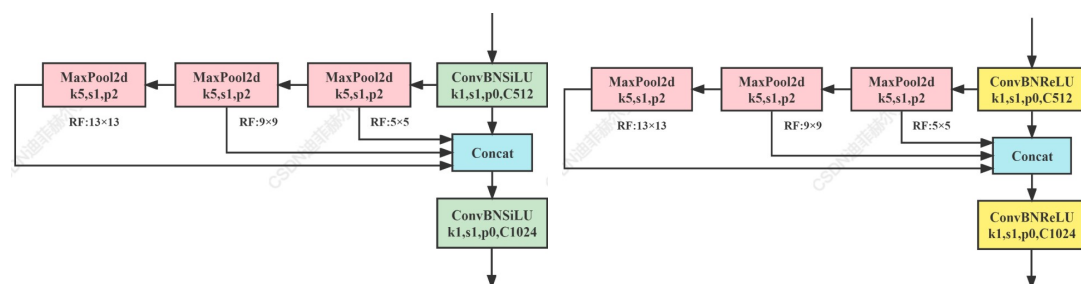 MaxPool2d
k5,s1,p2
MaxPool2d
k5,s1,p2
MaxPool2d
k5,s1,p2
ConvBNSiLU
k1,s1,p0,C512
RF:13×13
RF:9×9
RF:5×5
Concat
ConvBNSiLU
k1,s1,p0,C1024
MaxPool2d
k5,s1,p2
MaxPool2d
k5,s1,p2
MaxPool2d
k5,s1,p2
ConvBNReLU
k1,s1,p0,C512
RF:13×13
RF:9×9
RF:5×5
Concat
ConvBNReLU
k1,s1,p0,C1024